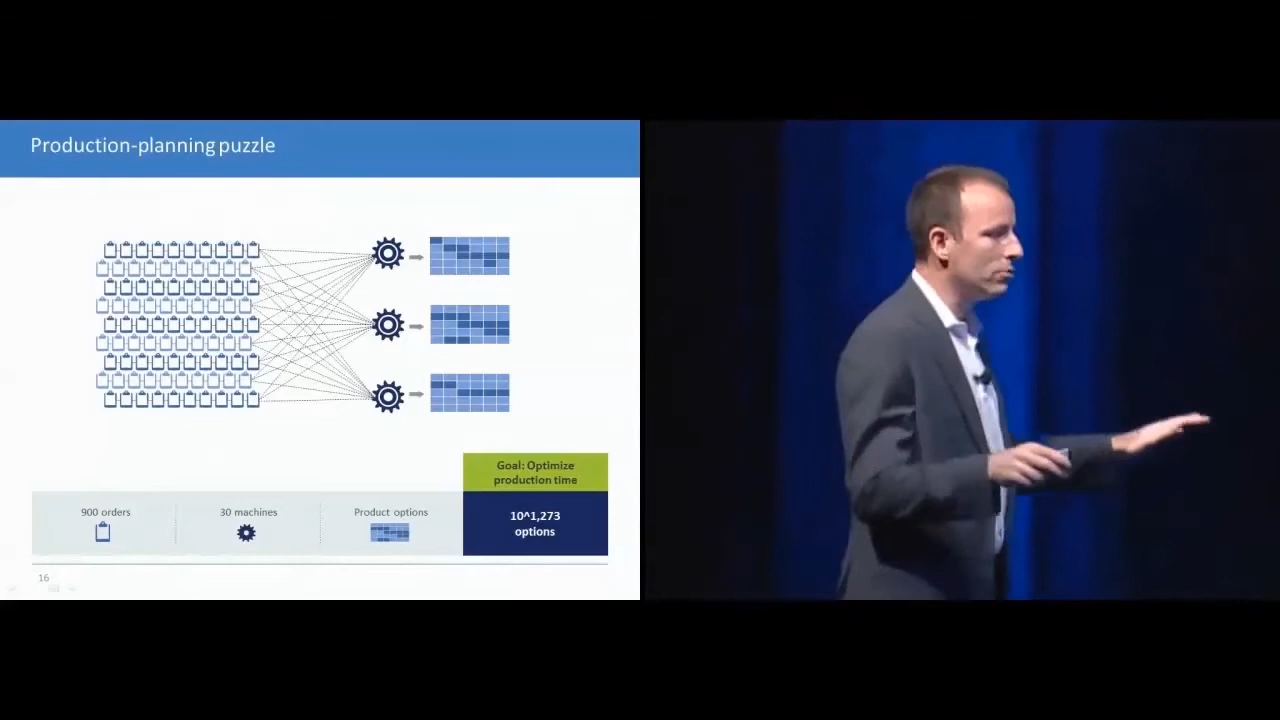 Production-planning puzzle
Goal: Optimize
production time
900 orders
30 machines
Product options
10^1,273
options
16